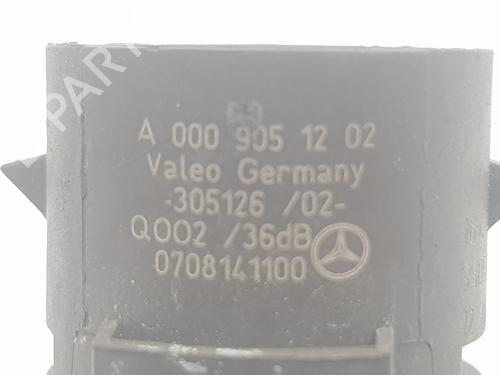 A 000 905 12 02
Valeo Germany
-305126 /02-
Q002 /36dB
0708141100